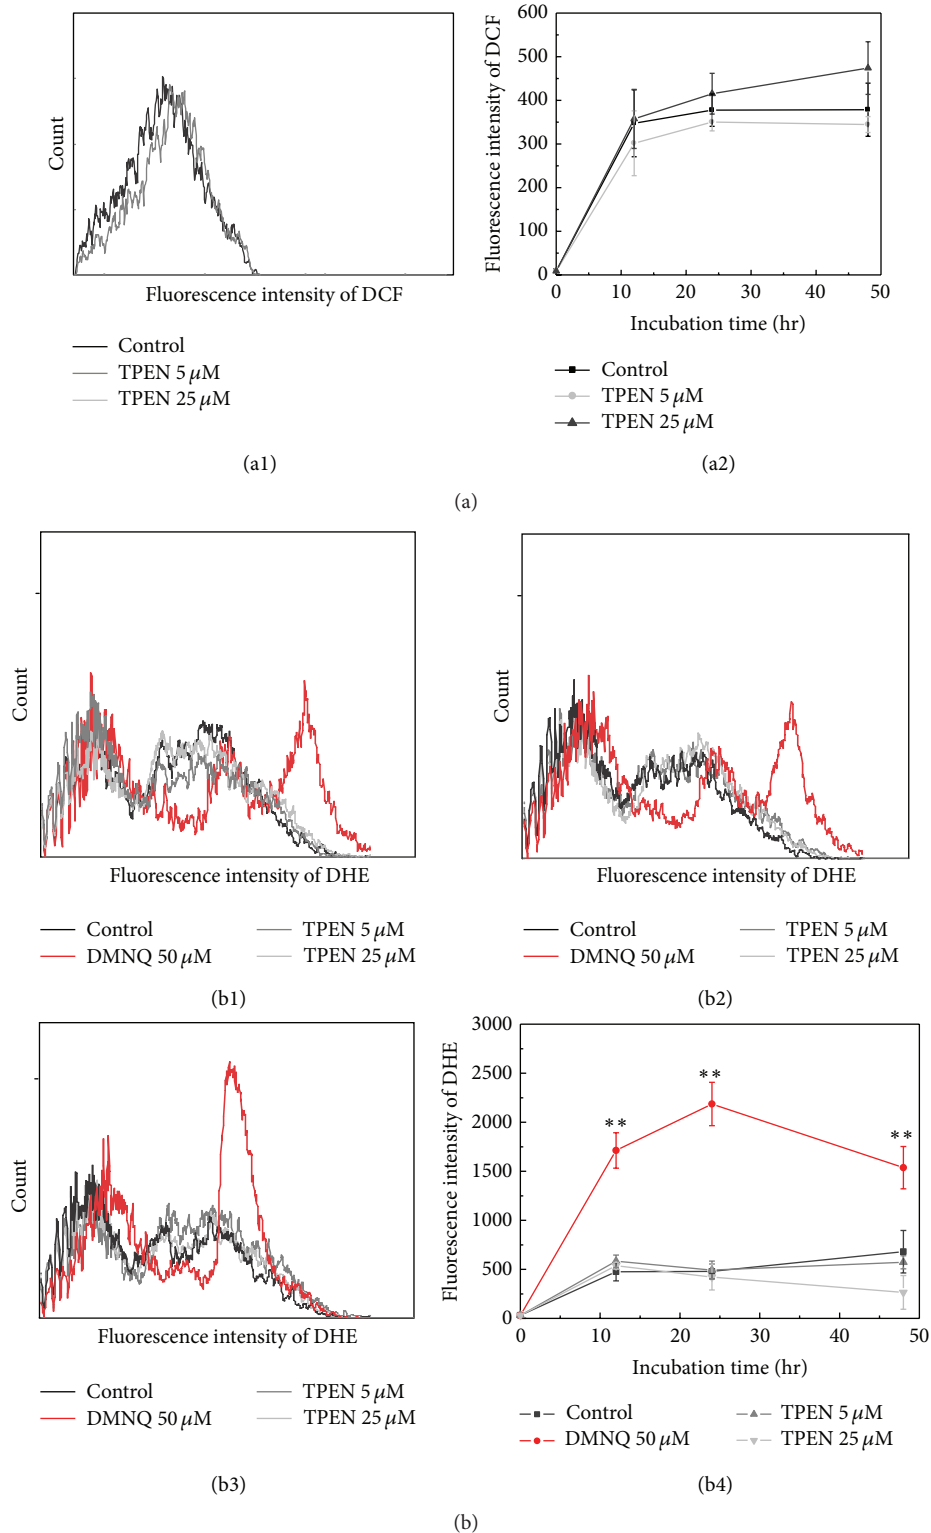 Count
Fluorescence intensity of DCF
Control
TPEN 5 μM
TPEN 25 μM
(a1)
Fluorescence intensity of DCF
600
500
400
300
200
100
0
0 10 20 30 40 50
Incubation time (hr)
Control
TPEN 5 μM
TPEN 25 μM
(a2)
(a)
Count
Fluorescence intensity of DHE
Control
DMNQ 50 μM
TPEN 5 μM
TPEN 25 μM
(b1)
Count
Fluorescence intensity of DHE
Control
DMNQ 50 μM
TPEN 5 μM
TPEN 25 μM
(b2)
Count
Fluorescence intensity of DHE
Control
DMNQ 50 μM
TPEN 5 μM
TPEN 25 μM
(b3)
Fluorescence intensity of DHE
3000
2500
2000
1500
1000
500
0
**
**
**
0 10 20 30 40 50
Incubation time (hr)
Control
DMNQ 50 μM
TPEN 5 μM
TPEN 25 μM
(b4)
(b)